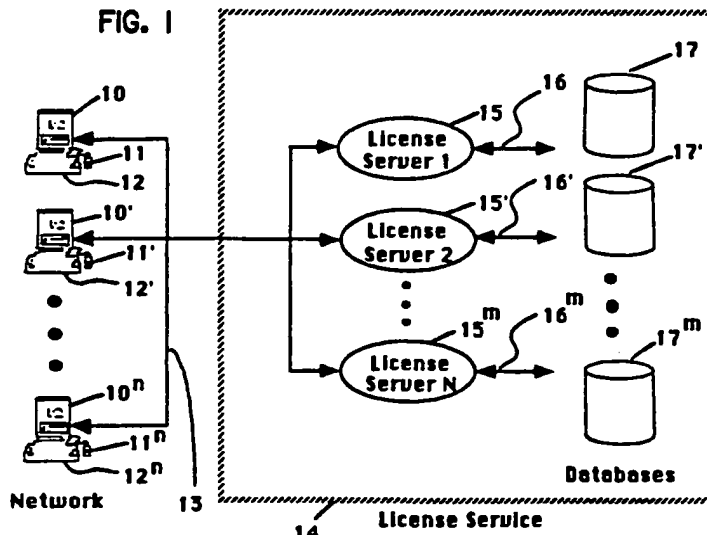 FIG. 1
10
11
12
10'
11'
12'
10ⁿ
11ⁿ
12ⁿ
Network
13
14
License Service
15
License
Server 1
16
17
15'
License
Server 2
16'
17'
15ᵐ
License
Server N
16ᵐ
17ᵐ
Databases